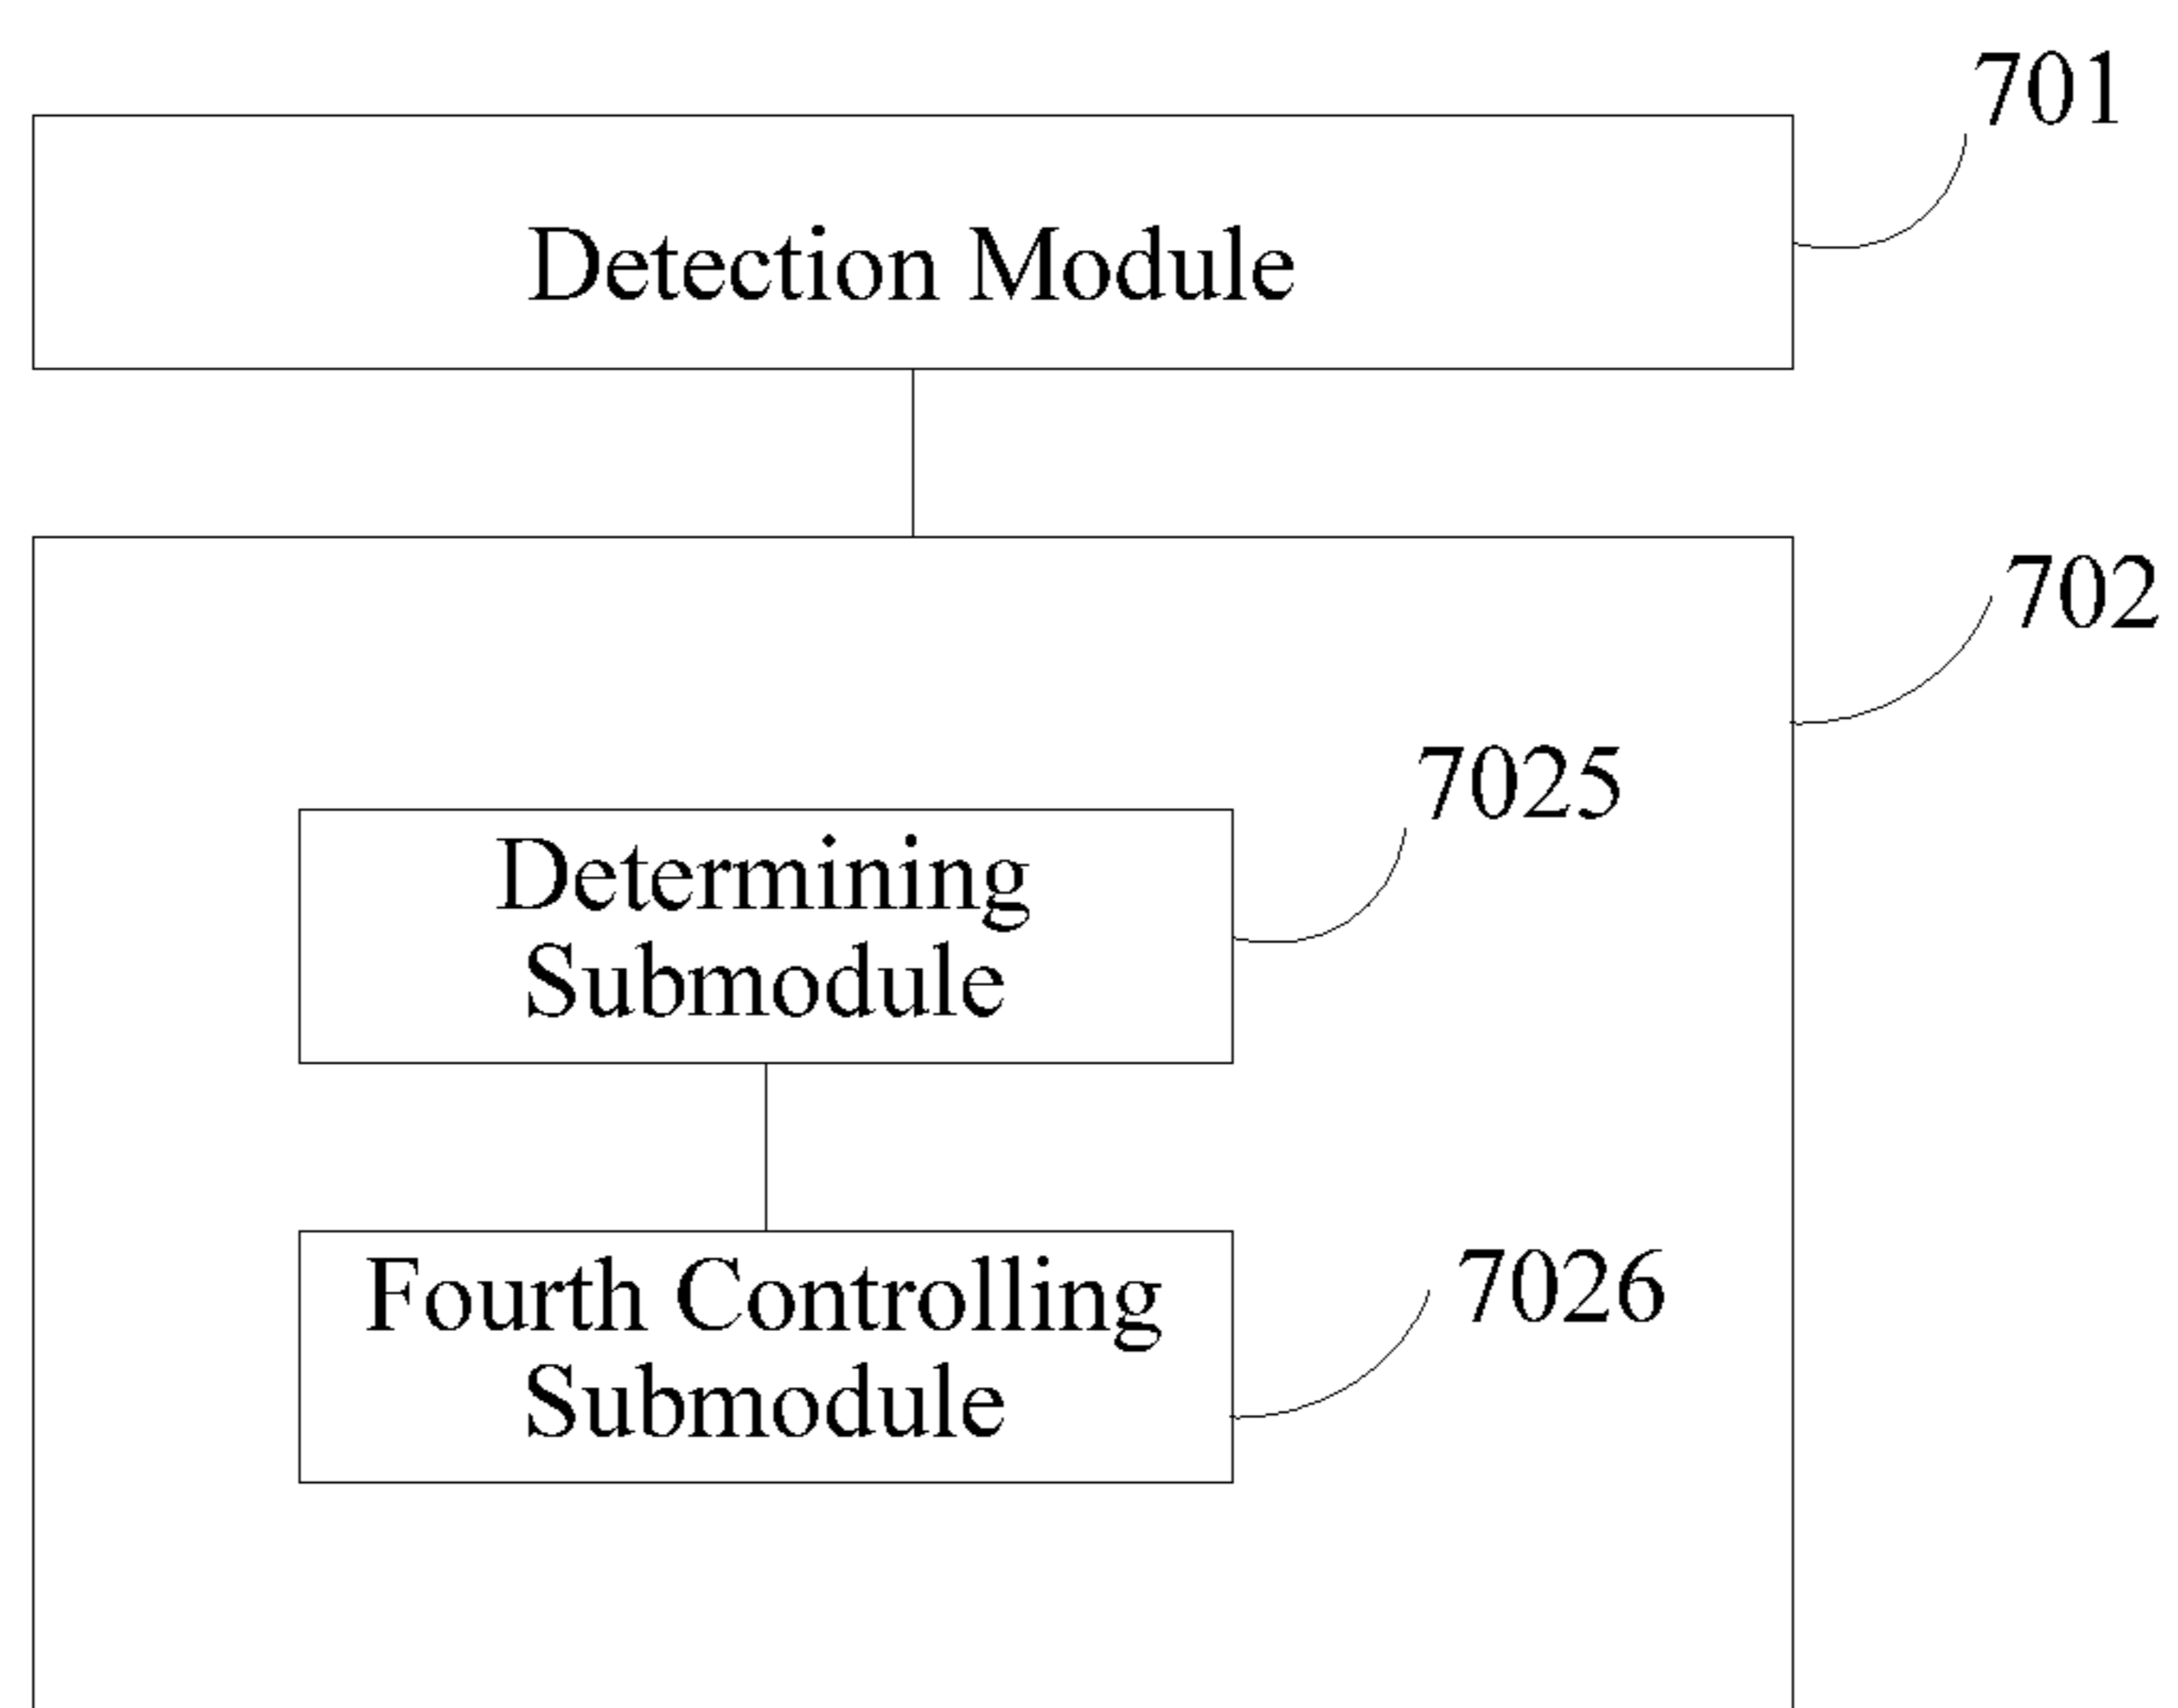 701
Detection Module
702
7025
Determining
Submodule
7026
Fourth Controlling
Submodule